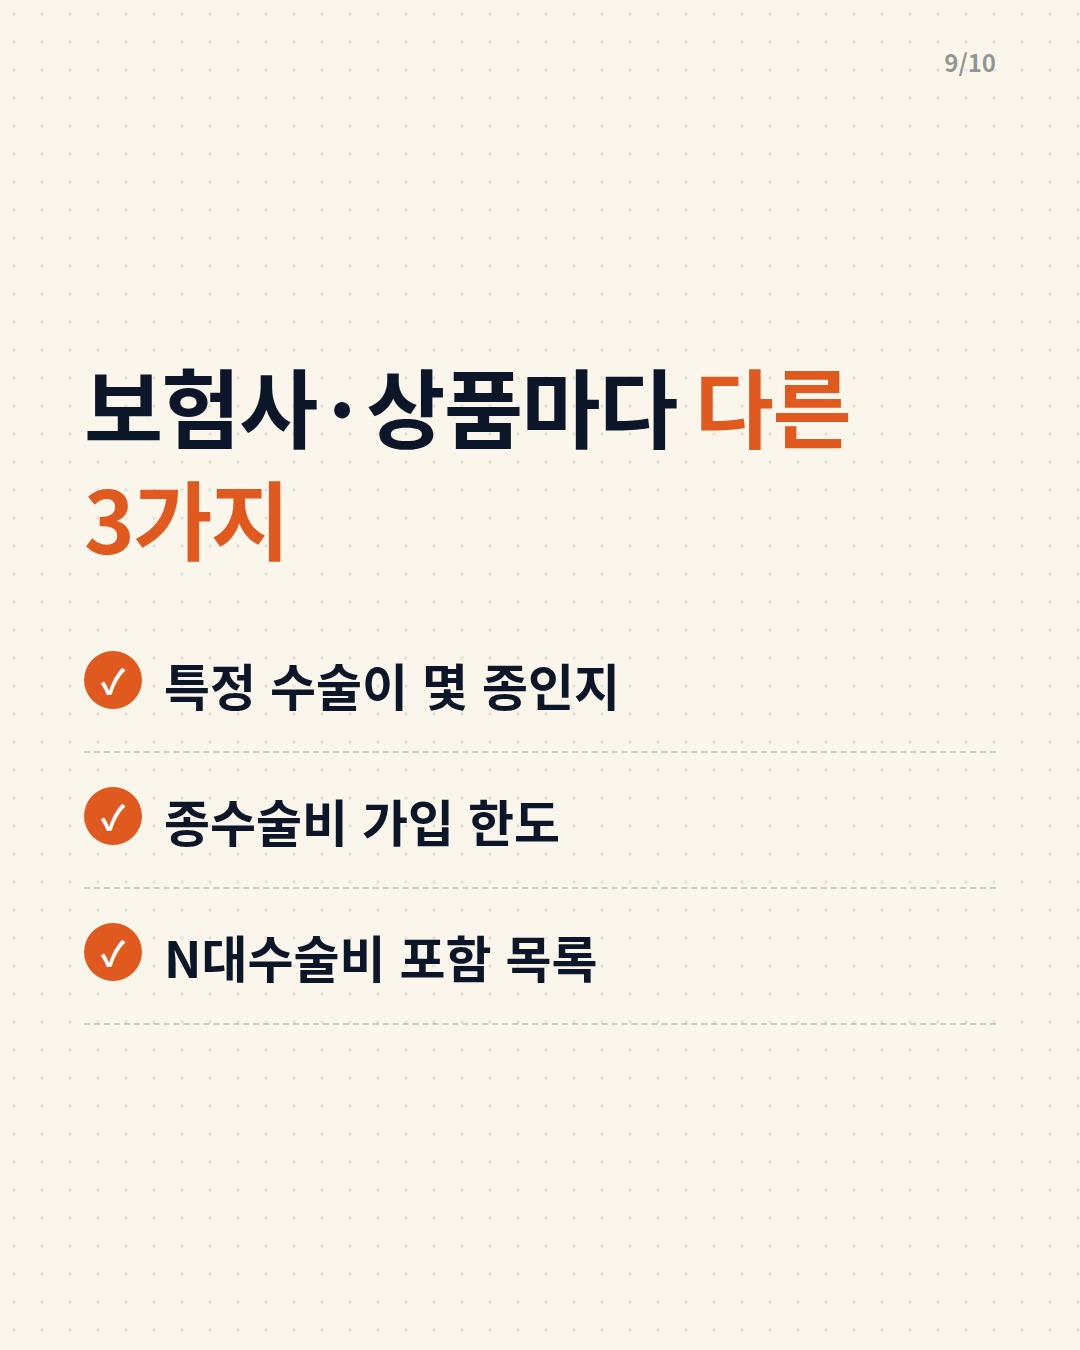 9/10
보험사·상품마다 다른
3가지
✓ 특정 수술이 몇 종인지
✓ 종수술비 가입 한도
✓ N대수술비 포함 목록